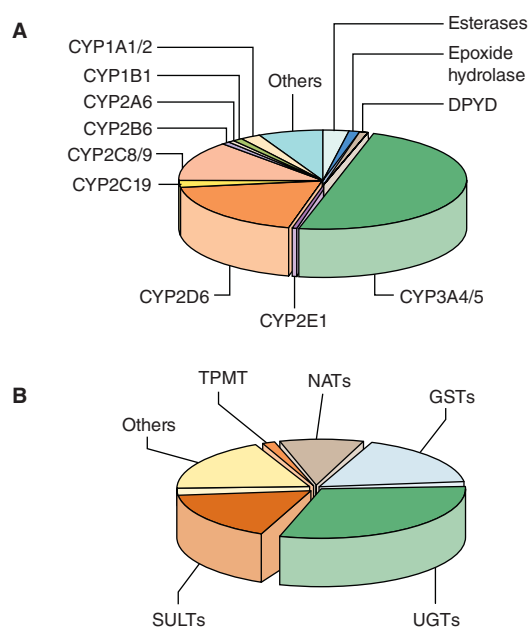 A
Esterases
CYP1A1/2
Epoxide
hydrolase
CYP1B1
Others
DPYD
CYP2A6
CYP2B6
CYP2C8/9
CYP2C19
CYP2D6
CYP3A4/5
CYP2E1
B
TPMT
NATs
GSTs
Others
SULTs
UGTs